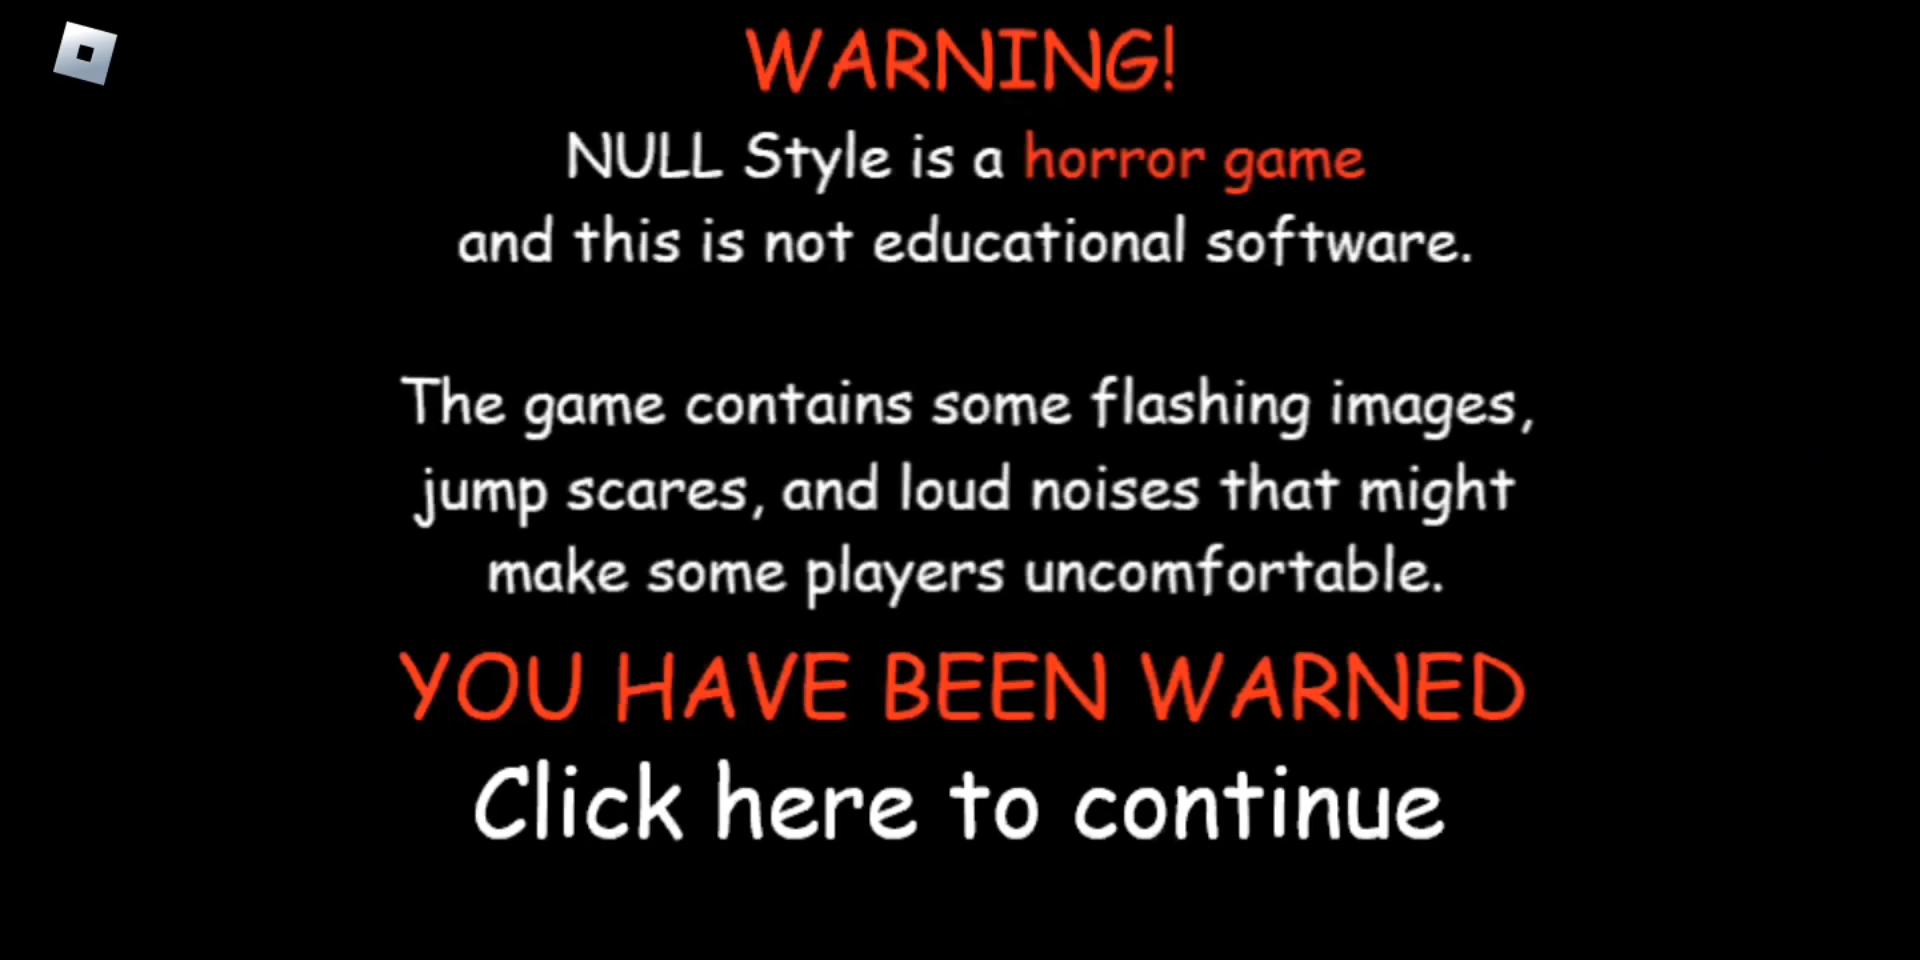 WARNING!
NULL Style is a horror game
and this is not educational software.
The game contains some flashing images,
jump scares, and loud noises that might
make some players uncomfortable.
YOU HAVE BEEN WARNED
Click here to continue